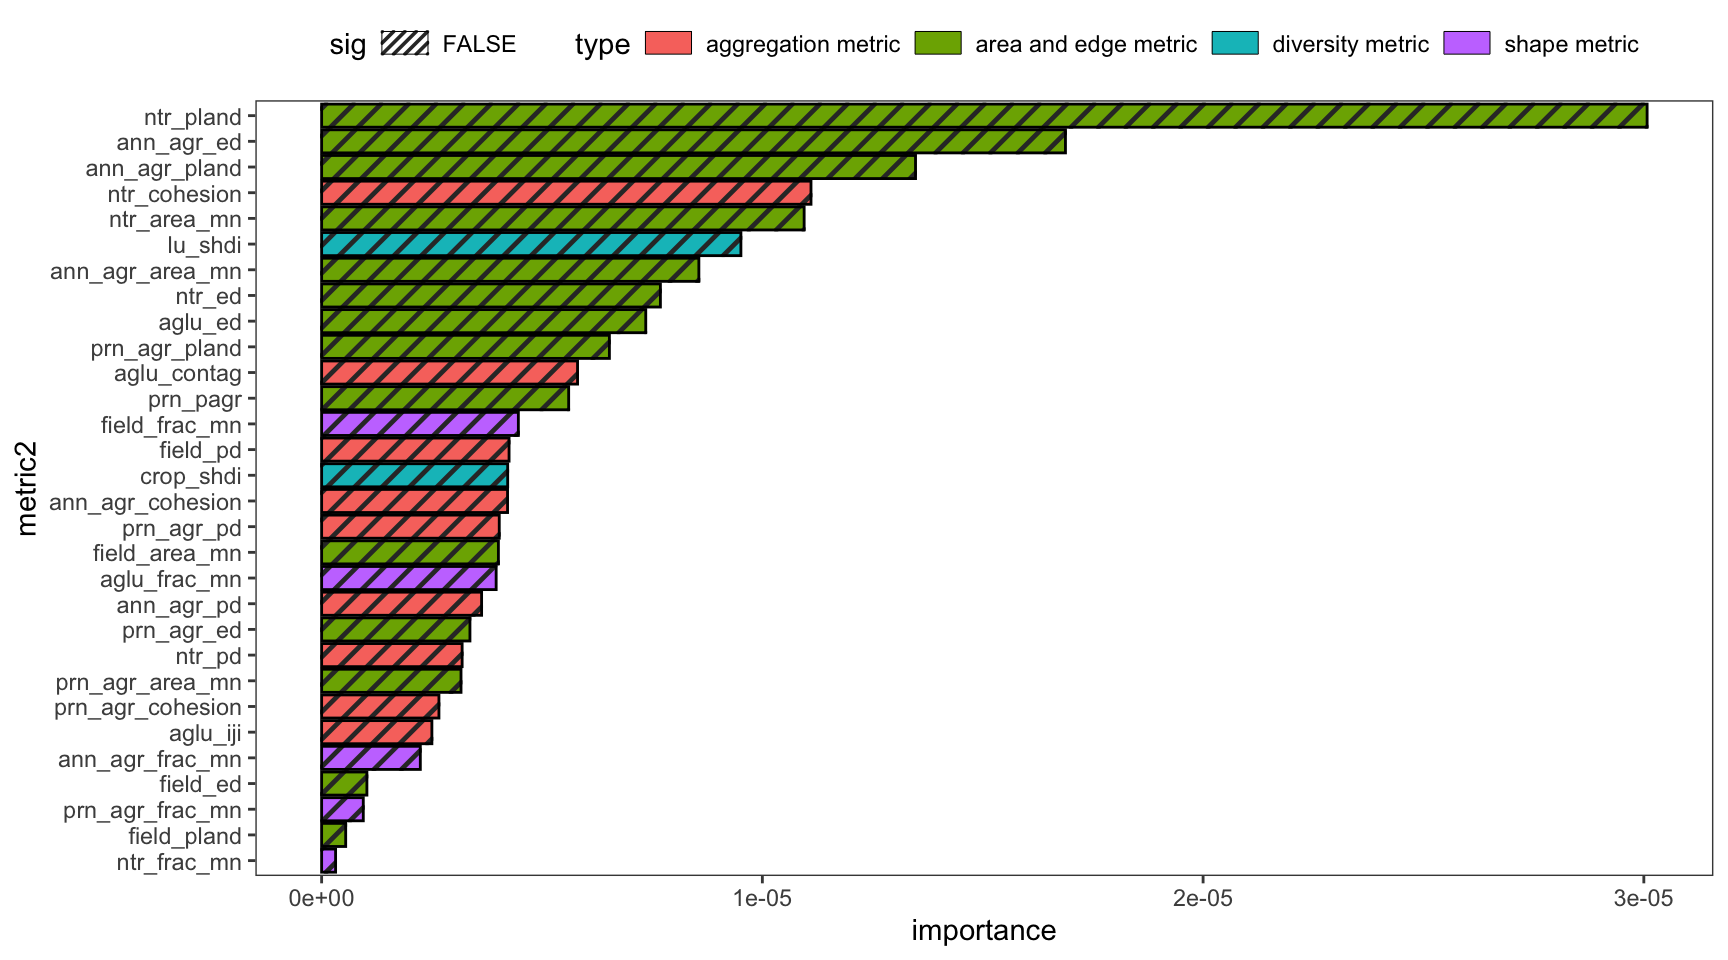 sig FALSE type aggregation metric area and edge metric diversity metric shape metric
ntr_pland
ann_agr_ed
ann_agr_pland
ntr_cohesion
ntr_area_mn
lu_shdi
ann_agr_area_mn
ntr_ed
aglu_ed
prn_agr_pland
aglu_contag
prn_pagr
field_frac_mn
field_pd
crop_shdi
ann_agr_cohesion
prn_agr_pd
field_area_mn
aglu_frac_mn
ann_agr_pd
prn_agr_ed
ntr_pd
prn_agr_area_mn
prn_agr_cohesion
aglu_iji
ann_agr_frac_mn
field_ed
prn_agr_frac_mn
field_pland
ntr_frac_mn
metric2
0e+00 1e-05 2e-05 3e-05
importance